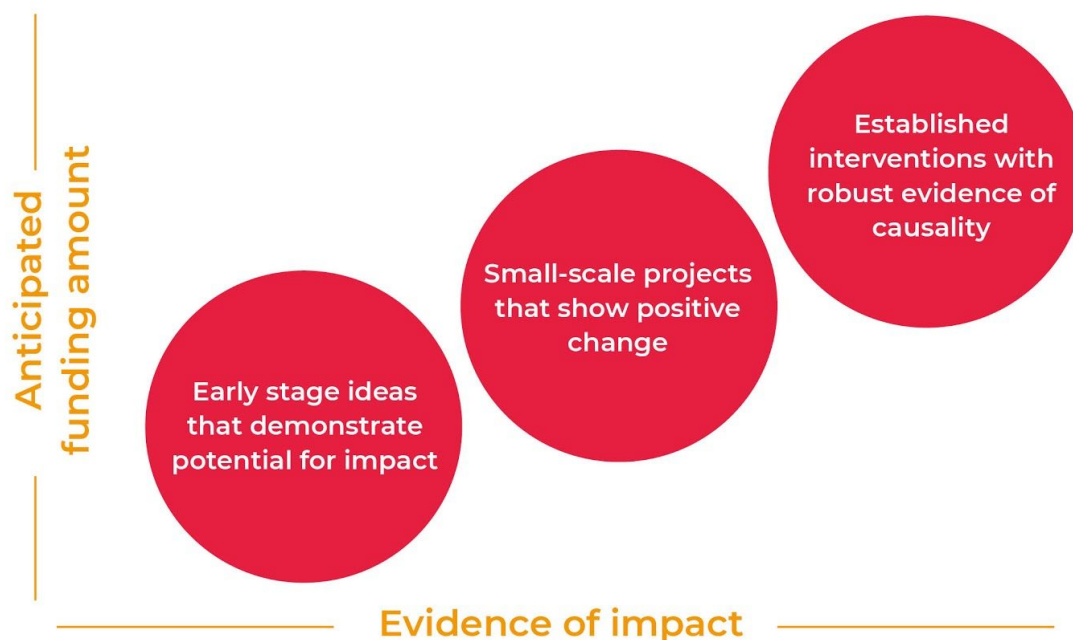 Anticipated
funding amount
Early stage ideas
that demonstrate
potential for impact
Small-scale projects
that show positive
change
Established
interventions with
robust evidence of
causality
Evidence of impact